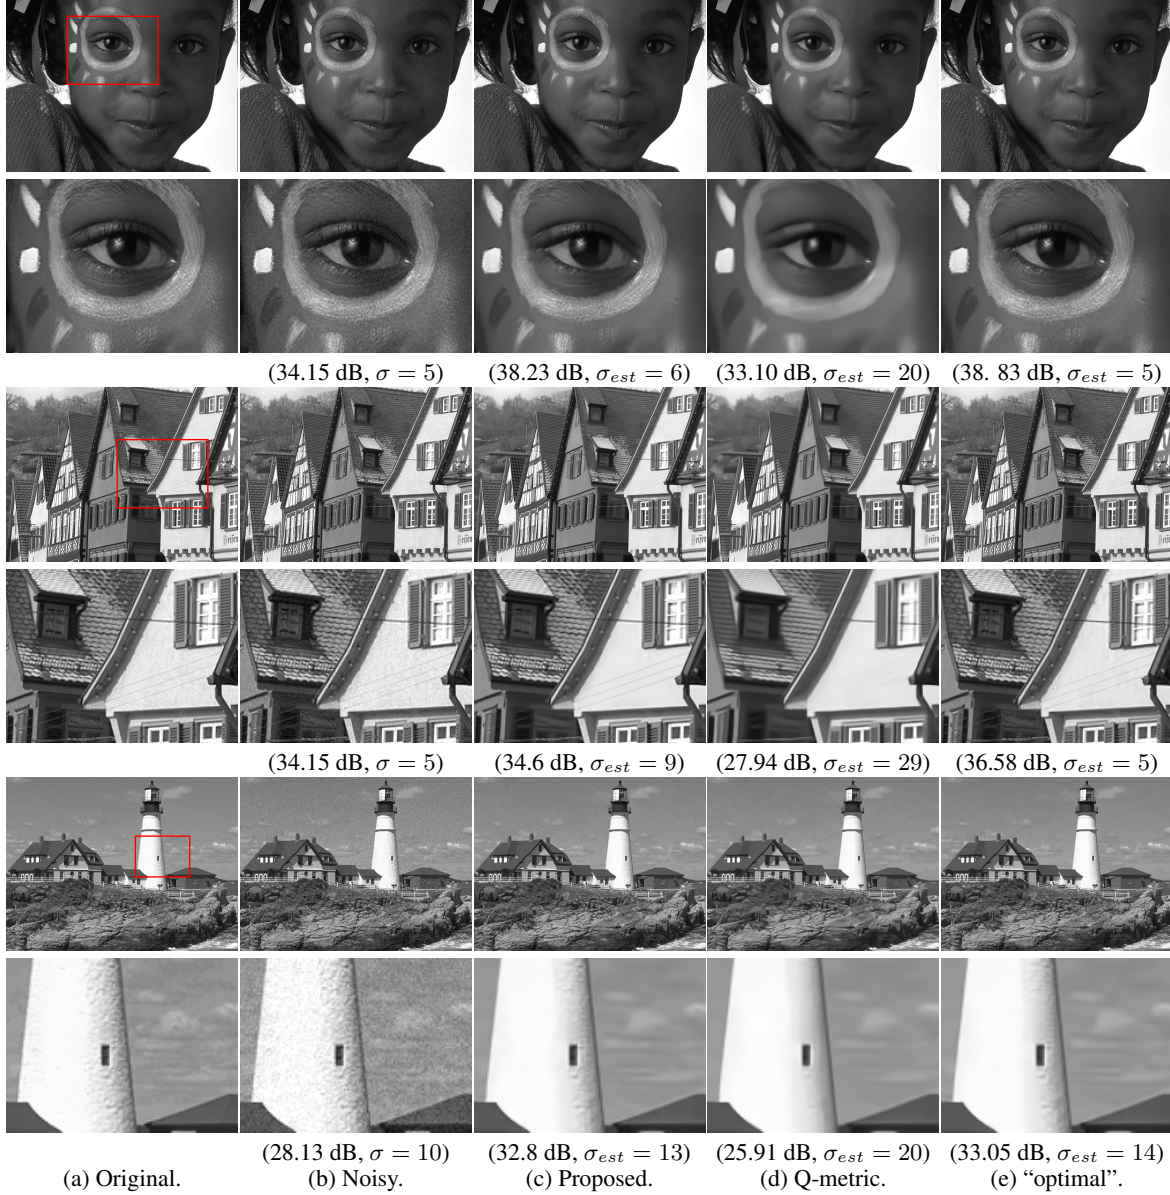 (34.15 dB, σ = 5) (38.23 dB, σ_est = 6) (33.10 dB, σ_est = 20) (38. 83 dB, σ_est = 5)
(34.15 dB, σ = 5) (34.6 dB, σ_est = 9) (27.94 dB, σ_est = 29) (36.58 dB, σ_est = 5)
(28.13 dB, σ = 10) (32.8 dB, σ_est = 13) (25.91 dB, σ_est = 20) (33.05 dB, σ_est = 14)
(a) Original. (b) Noisy. (c) Proposed. (d) Q-metric. (e) “optimal”.